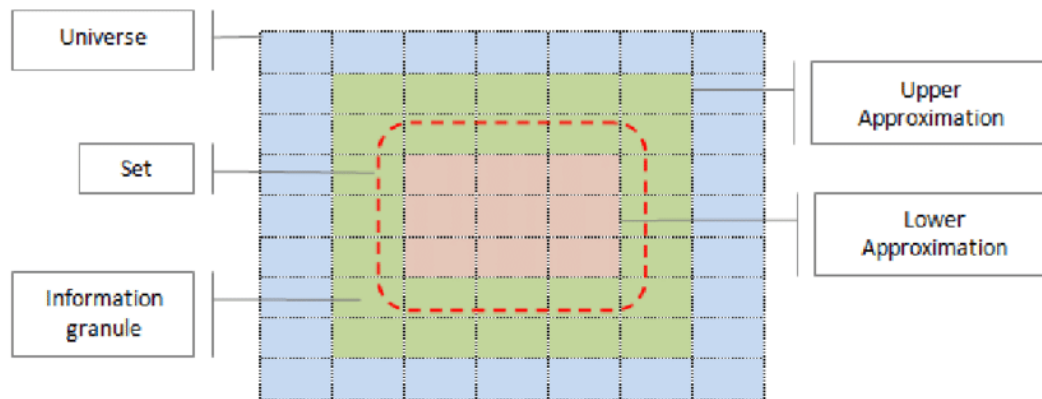 Universe
Upper
Approximation
Set
Lower
Approximation
Information
granule